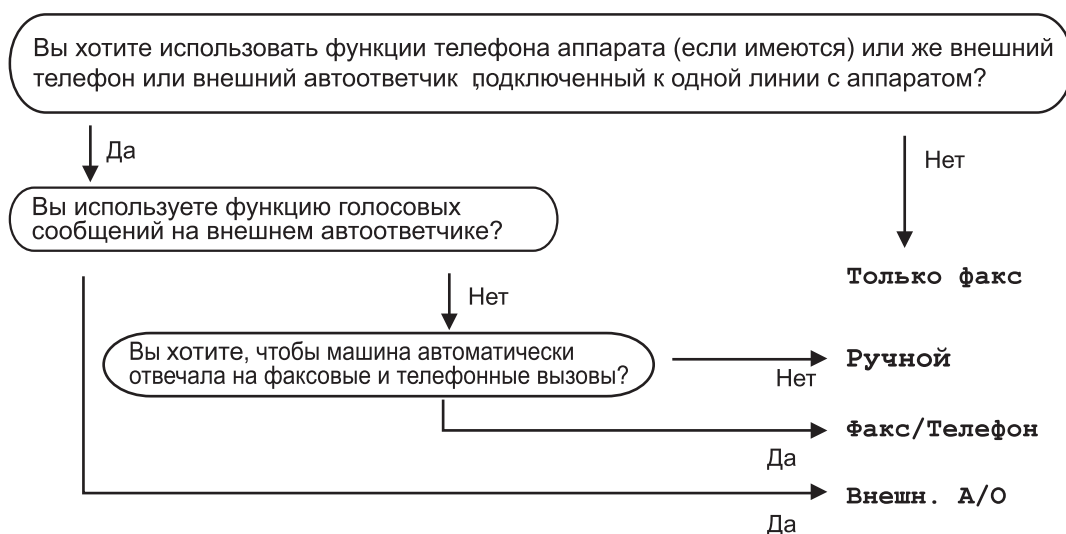 Вы хотите использовать функции телефона аппарата (если имеются) или же внешний
телефон или внешний автоответчик ,подключенный к одной линии с аппаратом?
Да
Нет
Вы используете функцию голосовых
сообщений на внешнем автоответчике?
Только факс
Нет
Вы хотите, чтобы машина автоматически
отвечала на факсовые и телефонные вызовы?
Нет
Ручной
Факс/Телефон
Да
Внешн. А/О
Да